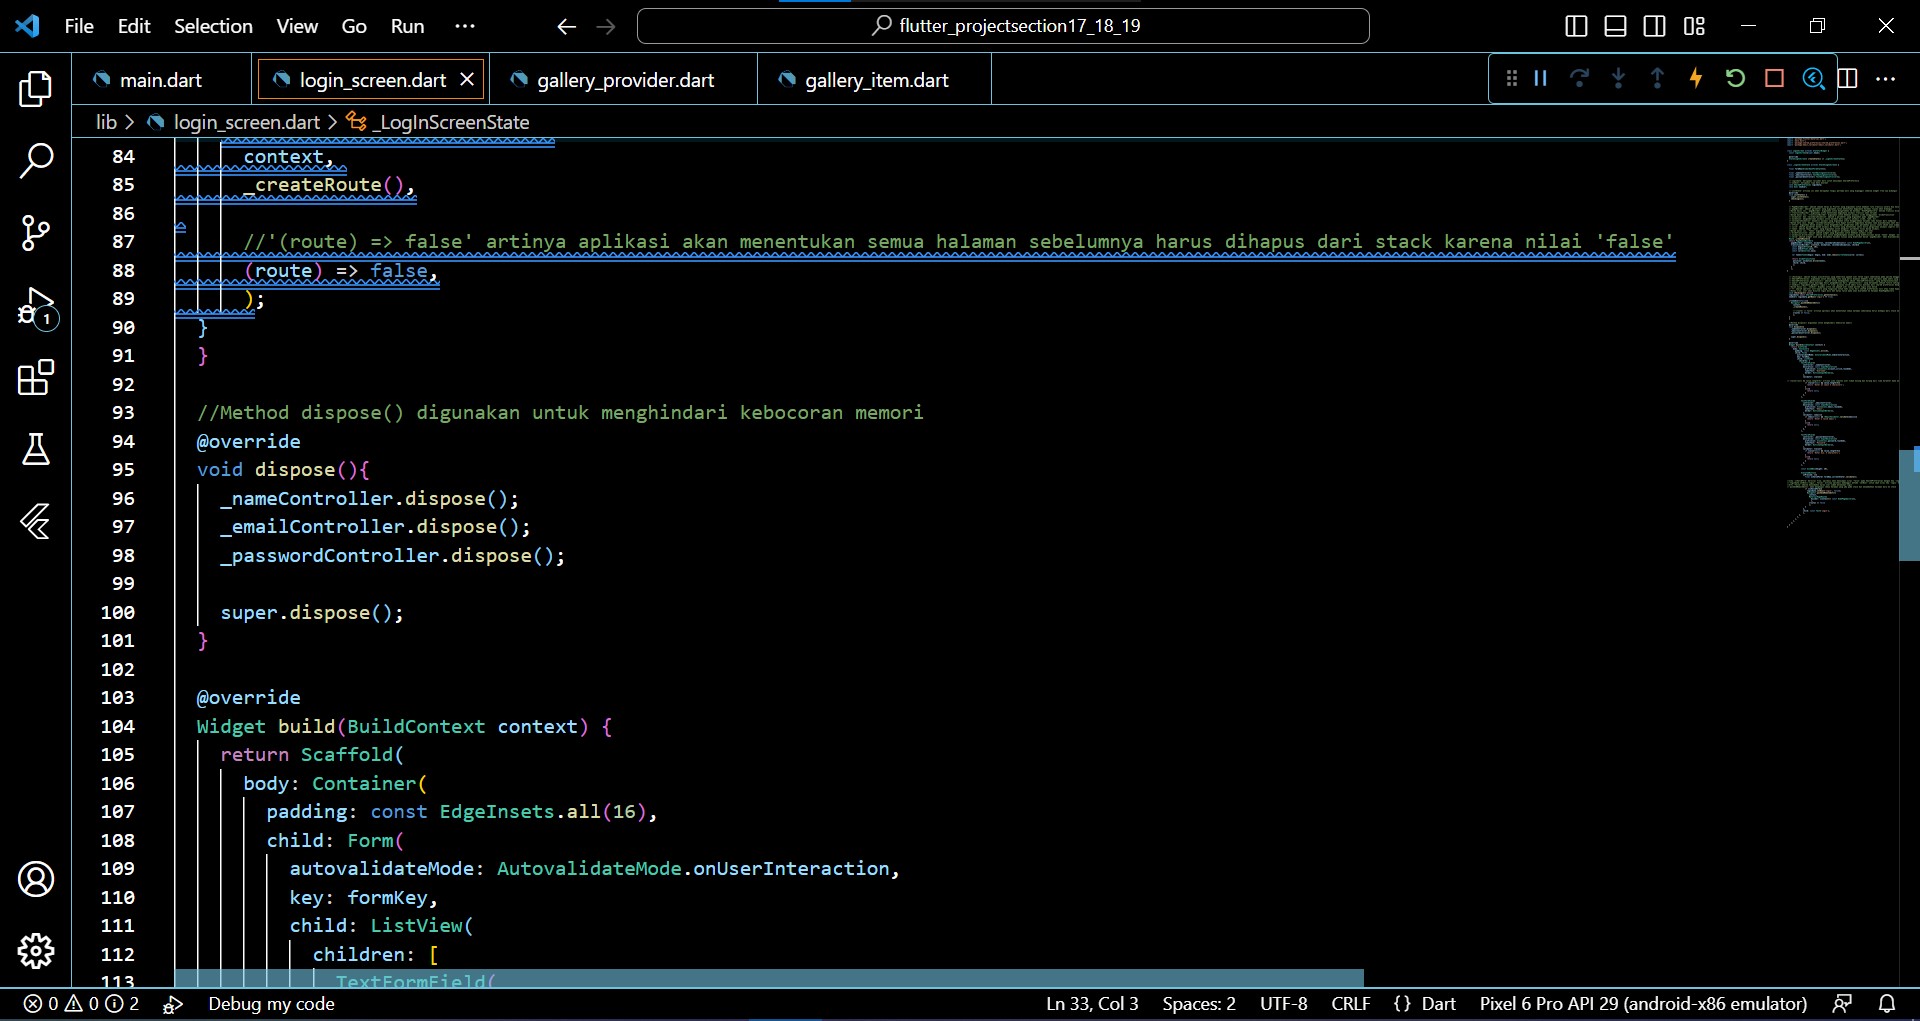 File Edit Selection View Go Run ··· flutter_projectsection17_18_19
main.dart login_screen.dart gallery_provider.dart gallery_item.dart
lib > login_screen.dart > _LogInScreenState
84 context,
85 _createRoute(),
86
87 //'(route) => false' artinya aplikasi akan menentukan semua halaman sebelumnya harus dihapus dari stack karena nilai 'false'
88 (route) => false,
89 );
90 }
91 }
92
93 //Method dispose() digunakan untuk menghindari kebocoran memori
94 @override
95 void dispose(){
96 _nameController.dispose();
97 _emailController.dispose();
98 _passwordController.dispose();
99
100 super.dispose();
101 }
102
103 @override
104 Widget build(BuildContext context) {
105 return Scaffold(
106 body: Container(
107 padding: const EdgeInsets.all(16),
108 child: Form(
109 autovalidateMode: AutovalidateMode.onUserInteraction,
110 key: formKey,
111 child: ListView(
112 children: [
113 TextFormField(
1
0 0 2 Debug my code Ln 33, Col 3 Spaces: 2 UTF-8 CRLF {} Dart Pixel 6 Pro API 29 (android-x86 emulator)